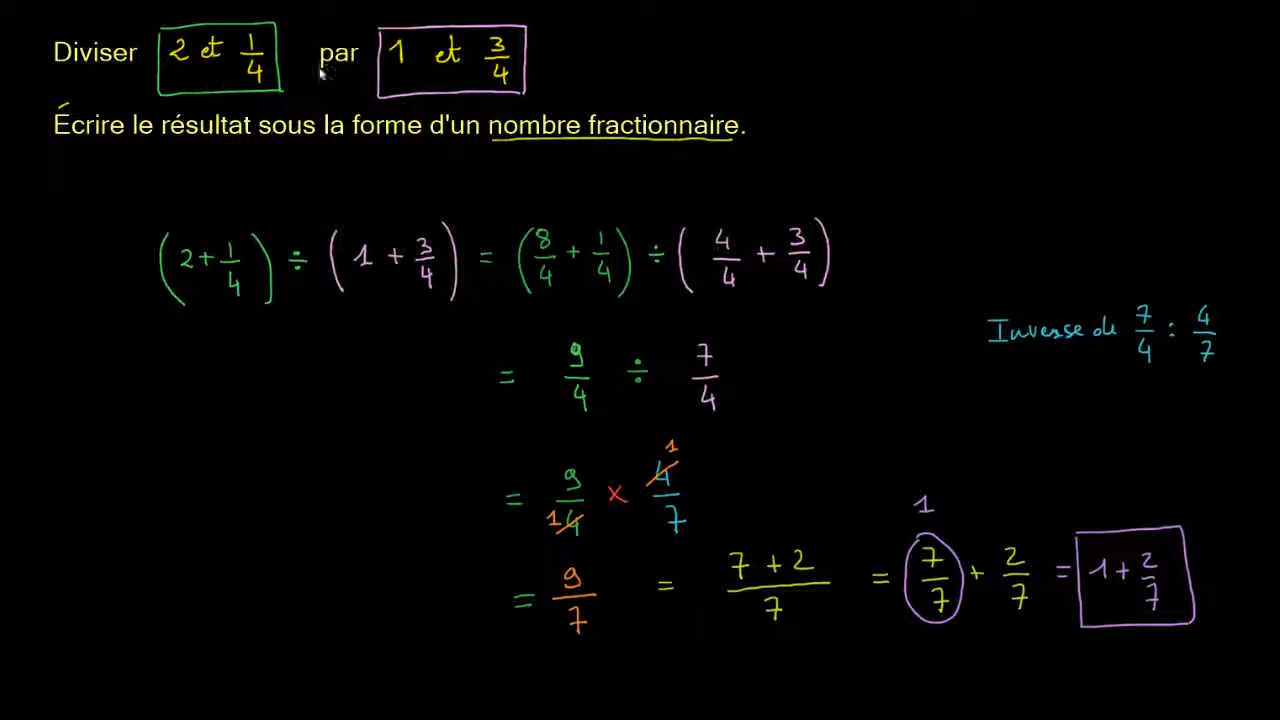 Diviser 2 et 1/4 par 1 et 3/4
Écrire le résultat sous la forme d'un nombre fractionnaire.
(2 + 1/4) ÷ (1 + 3/4) = (8/4 + 1/4) ÷ (4/4 + 3/4)
Inverse de 7/4 : 4/7
= 9/4 ÷ 7/4
1
= 9/4 × 4/7
1
1
= 9/7 = (7 + 2)/7 = 7/7 + 2/7 = 1 + 2/7